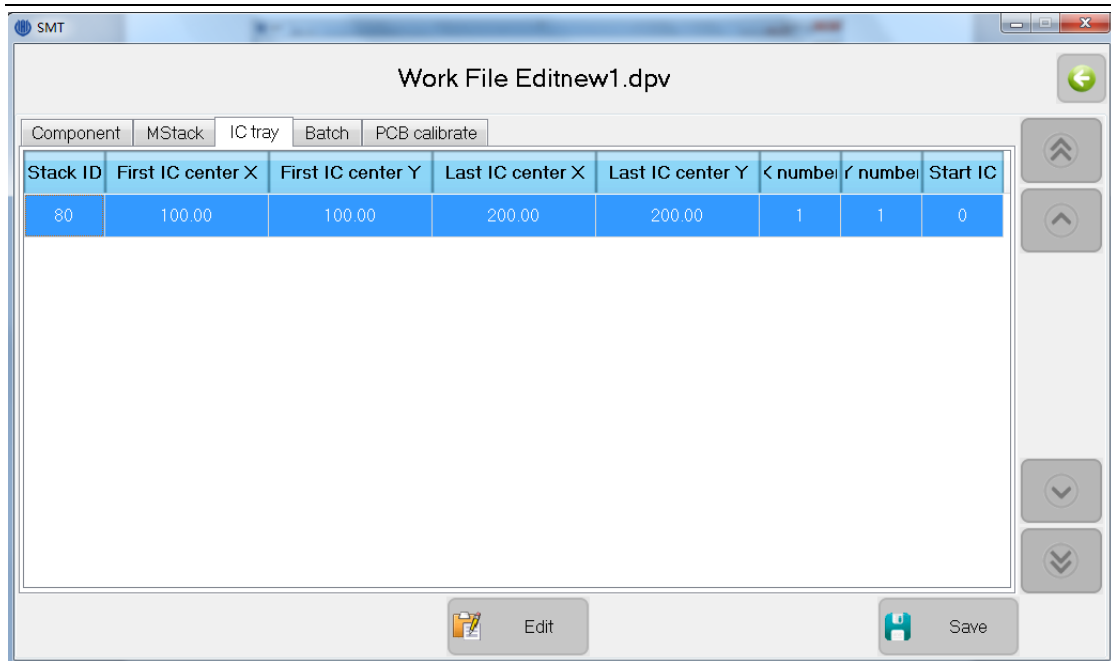 SMT
Work File Editnew1.dpv
Component MStack IC tray Batch PCB calibrate
Stack ID First IC center X First IC center Y Last IC center X Last IC center Y X number Y number Start IC
80 100.00 100.00 200.00 200.00 1 1 0
Edit Save